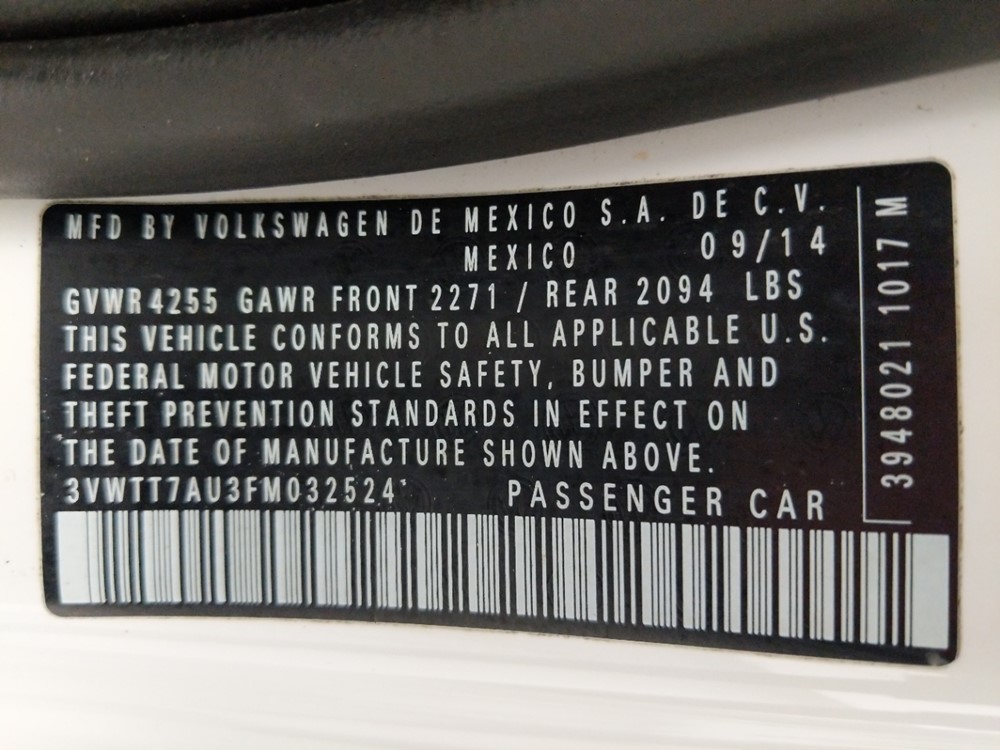 MFD BY VOLKSWAGEN DE MEXICO S.A. DE C.V.
MEXICO 09/14
GVWR 4255 GAWR FRONT 2271 / REAR 2094 LBS
THIS VEHICLE CONFORMS TO ALL APPLICABLE U.S.
FEDERAL MOTOR VEHICLE SAFETY, BUMPER AND
THEFT PREVENTION STANDARDS IN EFFECT ON
THE DATE OF MANUFACTURE SHOWN ABOVE.
3VWTT7AU3FM032524* PASSENGER CAR
3948021 1017 M